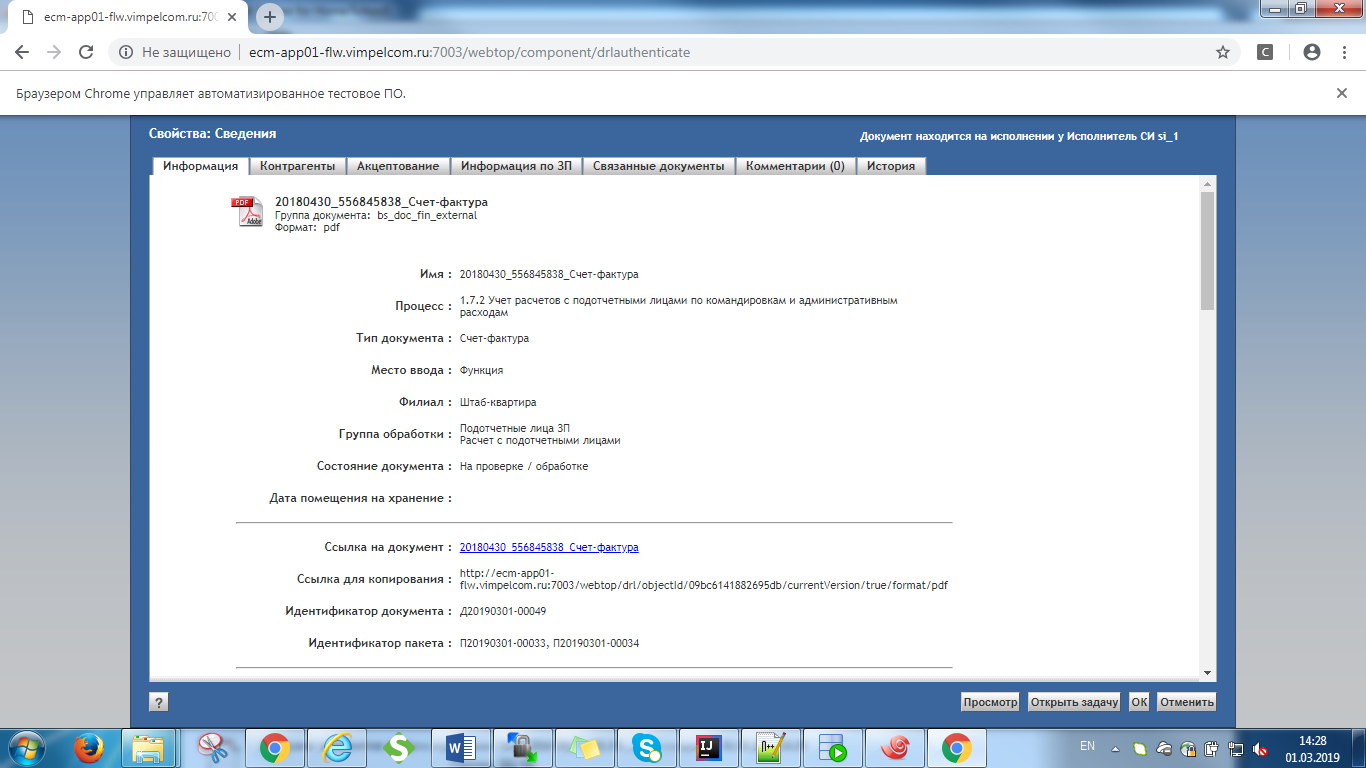 ecm-app01-flw.vimpelcom.ru:700
Не защищено
ecm-app01-flw.vimpelcom.ru:7003/webtop/component/drlauthenticate
C
Браузером Chrome управляет автоматизированное тестовое ПО.
Свойства: Сведения
Документ находится на исполнении у Исполнитель СИ si_1
Информация Контрагенты Акцептование Информация по ЗП Связанные документы Комментарии (0) История
PDF
Adobe
20180430_556845838_Счет-фактура
Группа документа: bs_doc_fin_external
Формат: pdf
Имя : 20180430_556845838_Счет-фактура
Процесс : 1.7.2 Учет расчетов с подотчетными лицами по командировкам и административным
расходам
Тип документа : Счет-фактура
Место ввода : Функция
Филиал : Штаб-квартира
Группа обработки : Подотчетные лица ЗП
Расчет с подотчетными лицами
Состояние документа : На проверке / обработке
Дата помещения на хранение :
Ссылка на документ : 20180430_556845838_Счет-фактура
Ссылка для копирования : http://ecm-app01-
flw.vimpelcom.ru:7003/webtop/drl/objectId/09bc6141882695db/currentVersion/true/format/pdf
Идентификатор документа : Д20190301-00049
Идентификатор пакета : П20190301-00033, П20190301-00034
?
Просмотр Открыть задачу ОК Отменить
EN
14:28
01.03.2019